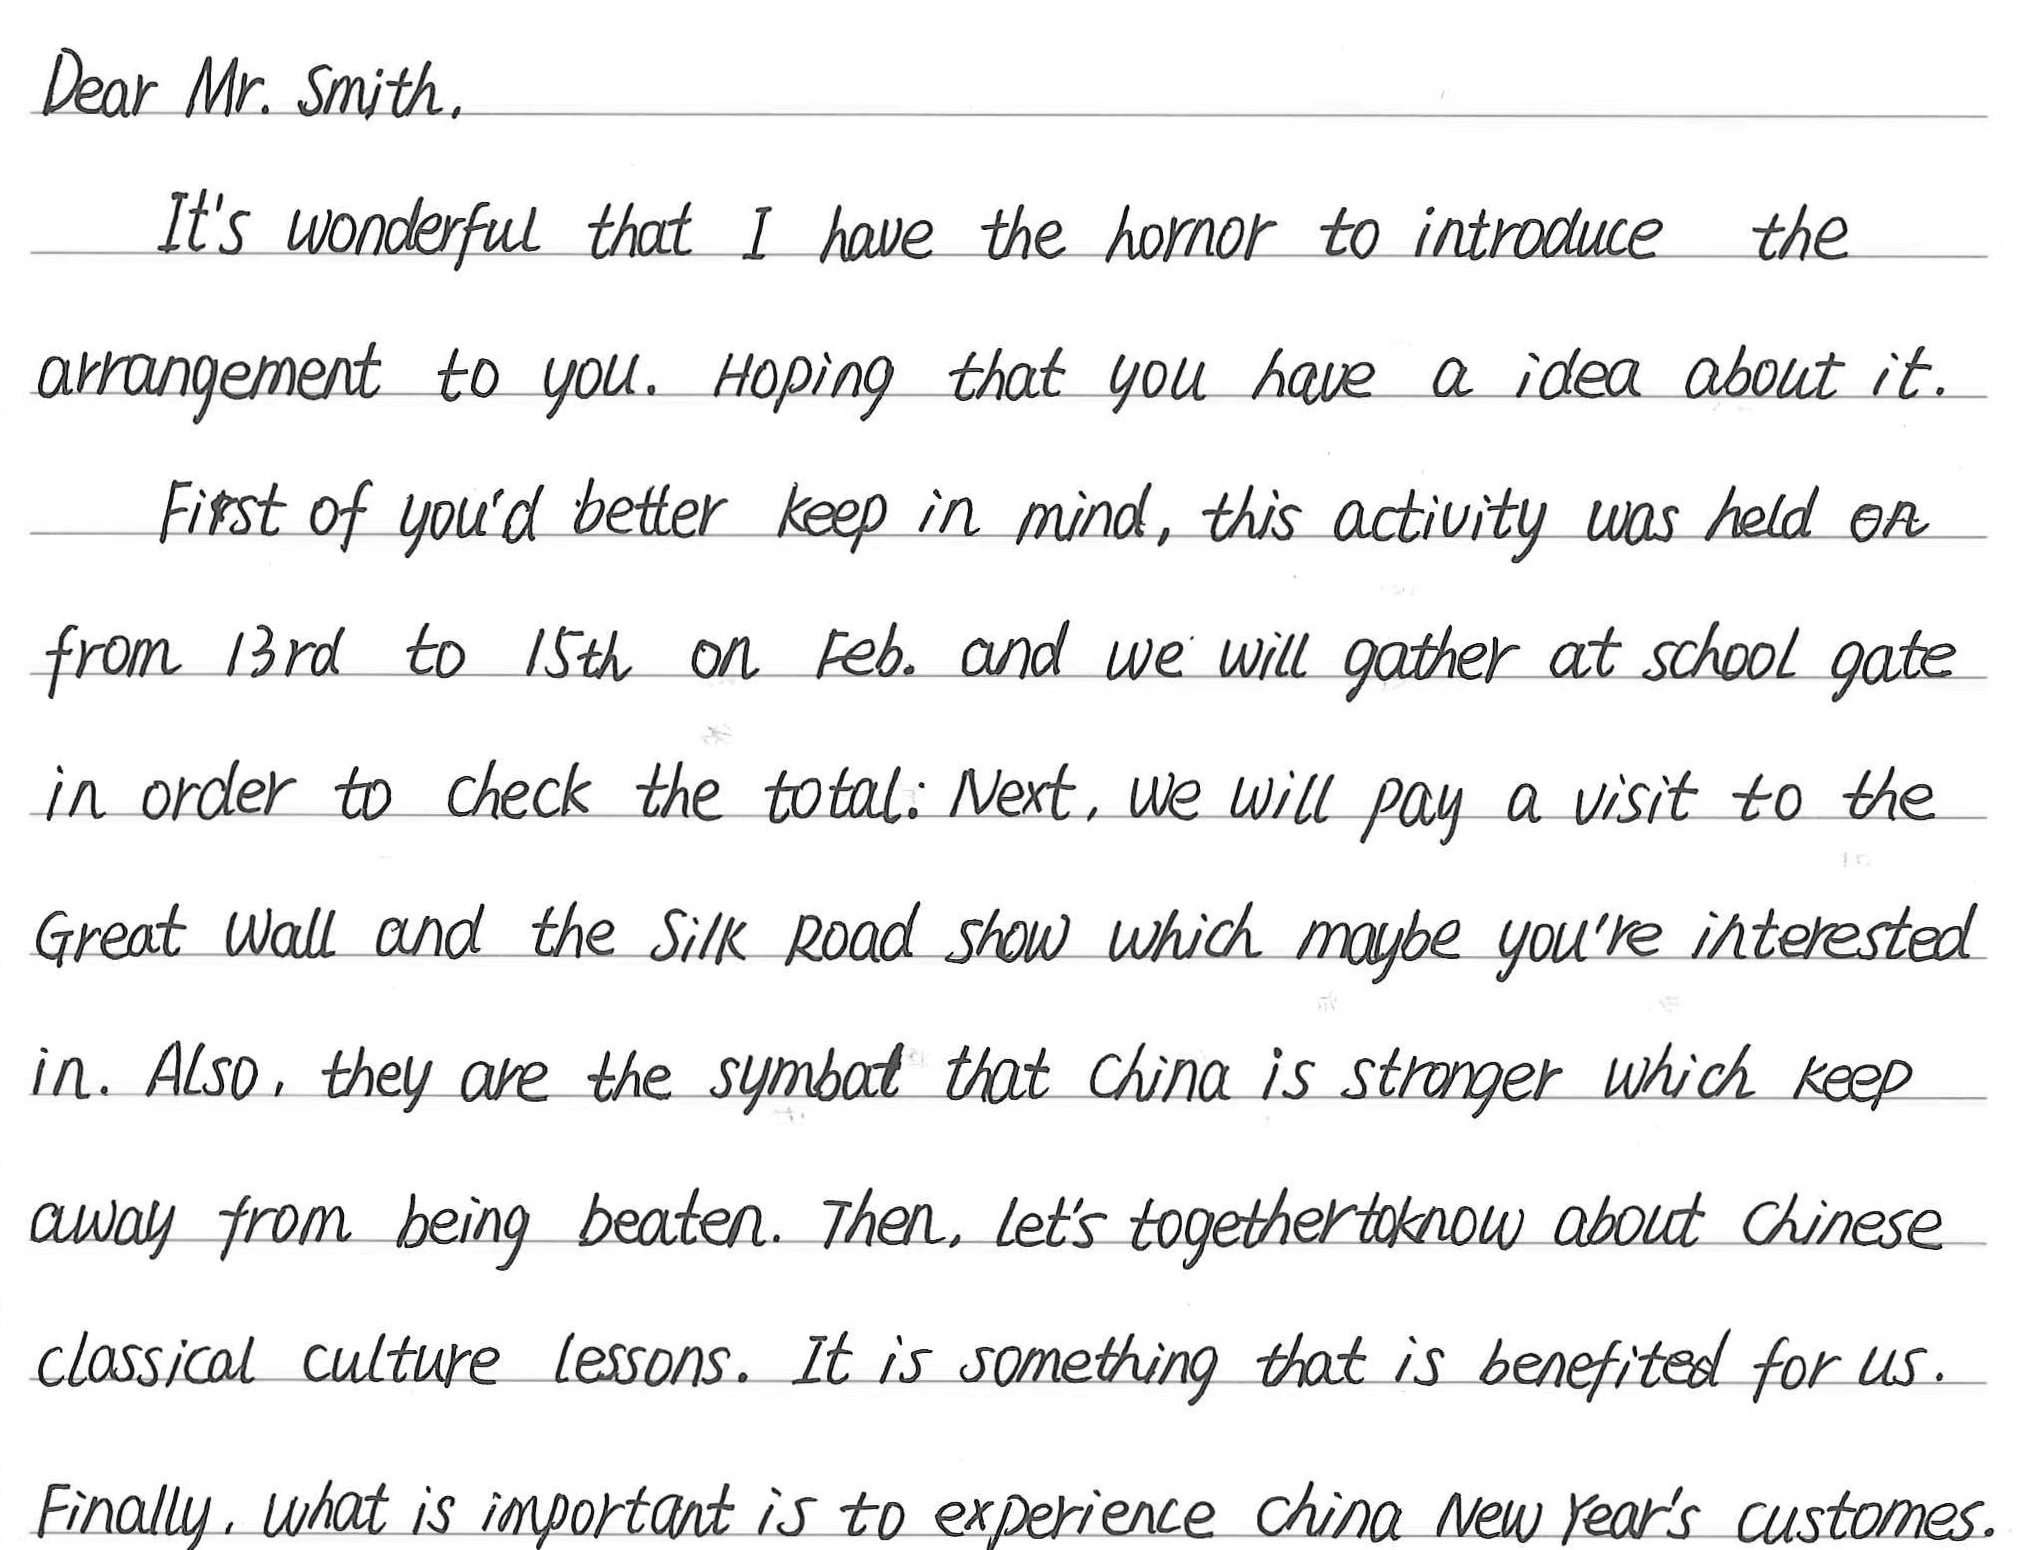 Dear Mr. Smith,
It's wonderful that I have the hornor to introduce the
arrangement to you. Hoping that you have a idea about it.
First of you'd better keep in mind, this activity was held on
from 13rd to 15th on Feb. and we will gather at school gate
in order to check the total. Next, we will pay a visit to the
Great Wall and the Silk Road show which maybe you're interested
in. Also, they are the symbol that China is stronger which keep
away from being beaten. Then, let's together to know about Chinese
classical culture lessons. It is something that is benefited for us.
Finally, what is important is to experience China New Year's customes.